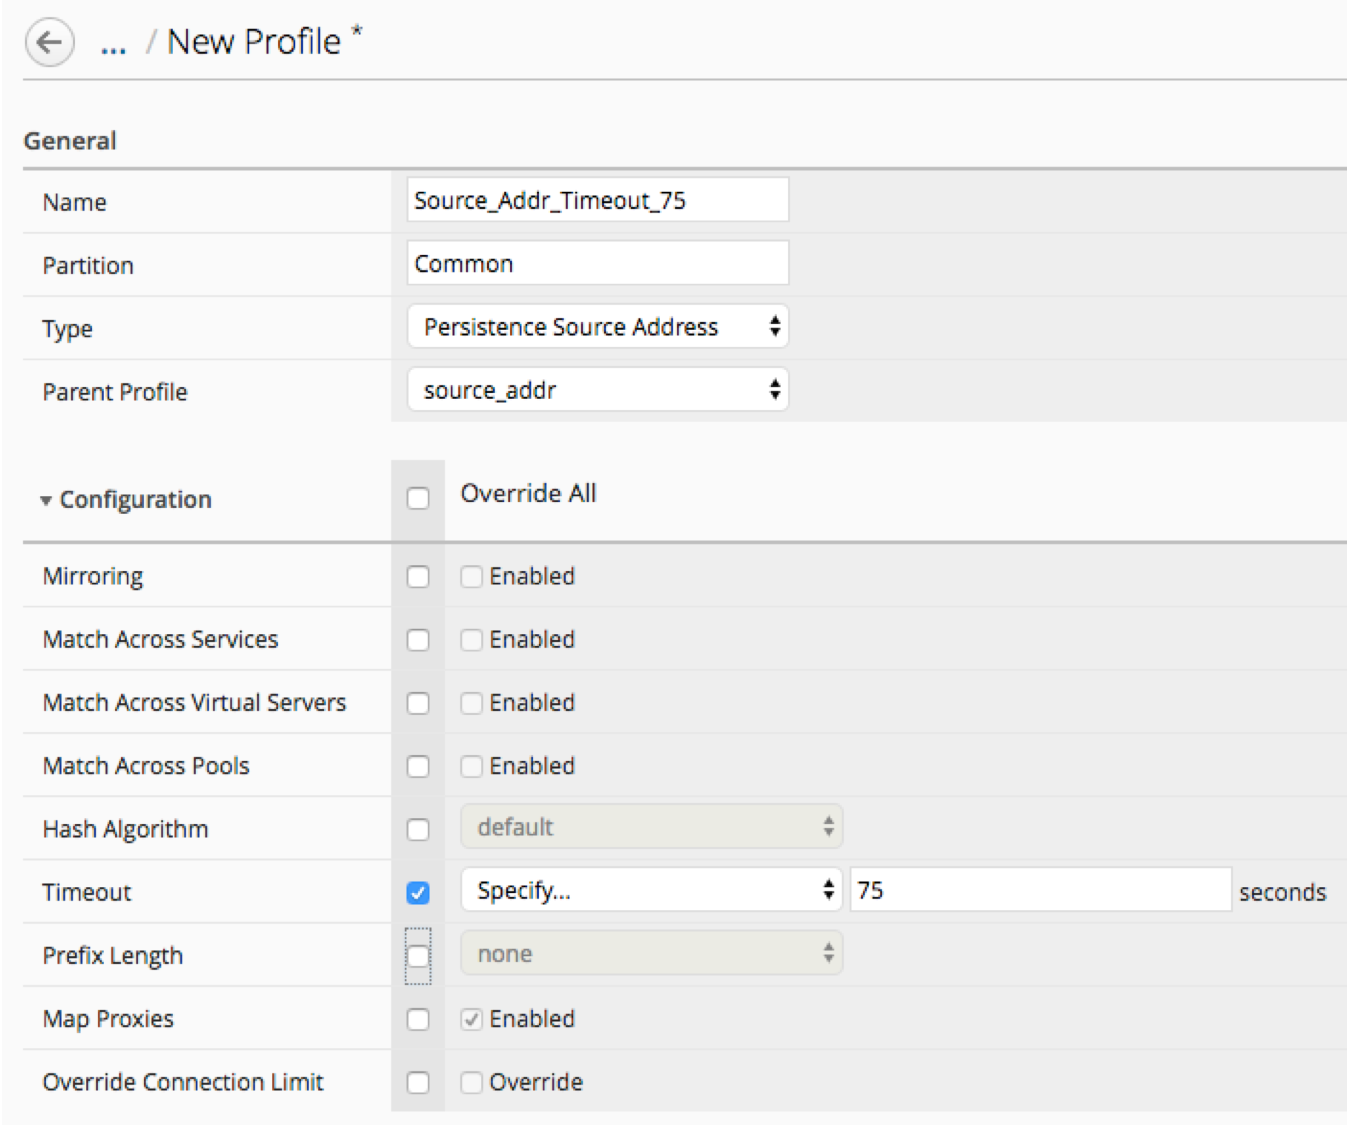 ... / New Profile *
General
Name Source_Addr_Timeout_75
Partition Common
Type Persistence Source Address
Parent Profile source_addr
Configuration Override All
Mirroring Enabled
Match Across Services Enabled
Match Across Virtual Servers Enabled
Match Across Pools Enabled
Hash Algorithm default
Timeout Specify... 75 seconds
Prefix Length none
Map Proxies Enabled
Override Connection Limit Override